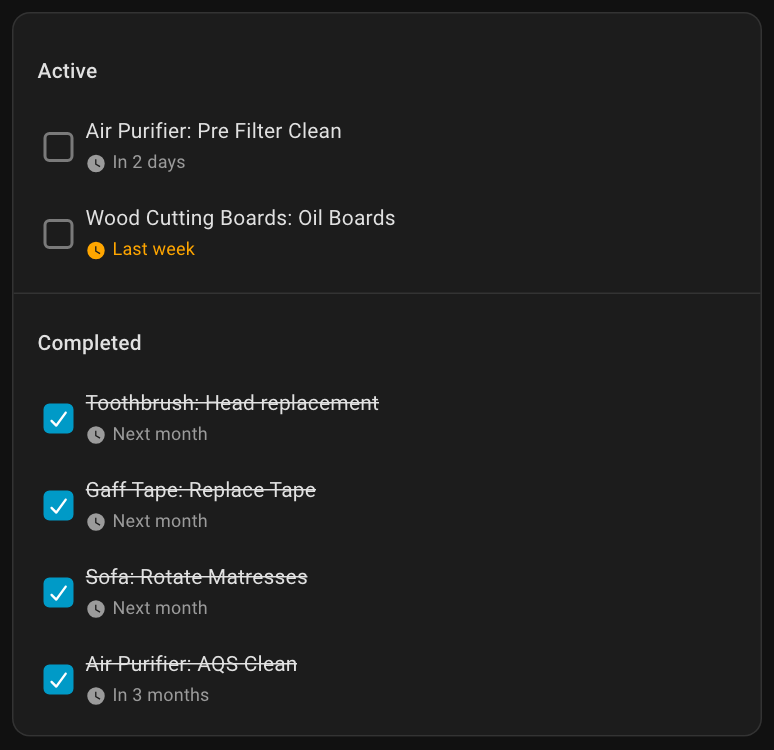 Active
Air Purifier: Pre Filter Clean
In 2 days
Wood Cutting Boards: Oil Boards
Last week
Completed
Toothbrush: Head replacement
Next month
Gaff Tape: Replace Tape
Next month
Sofa: Rotate Matresses
Next month
Air Purifier: AQS Clean
In 3 months